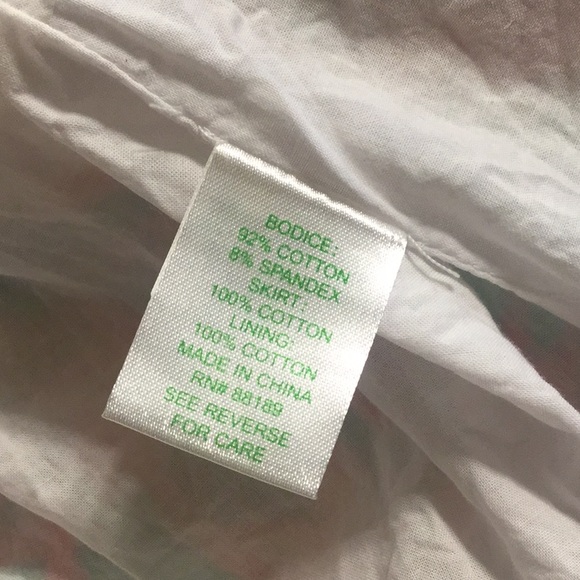 BODICE:
92% COTTON
8% SPANDEX
SKIRT:
100% COTTON
LINING:
100% COTTON
MADE IN CHINA
RN# 88189
SEE REVERSE
FOR CARE